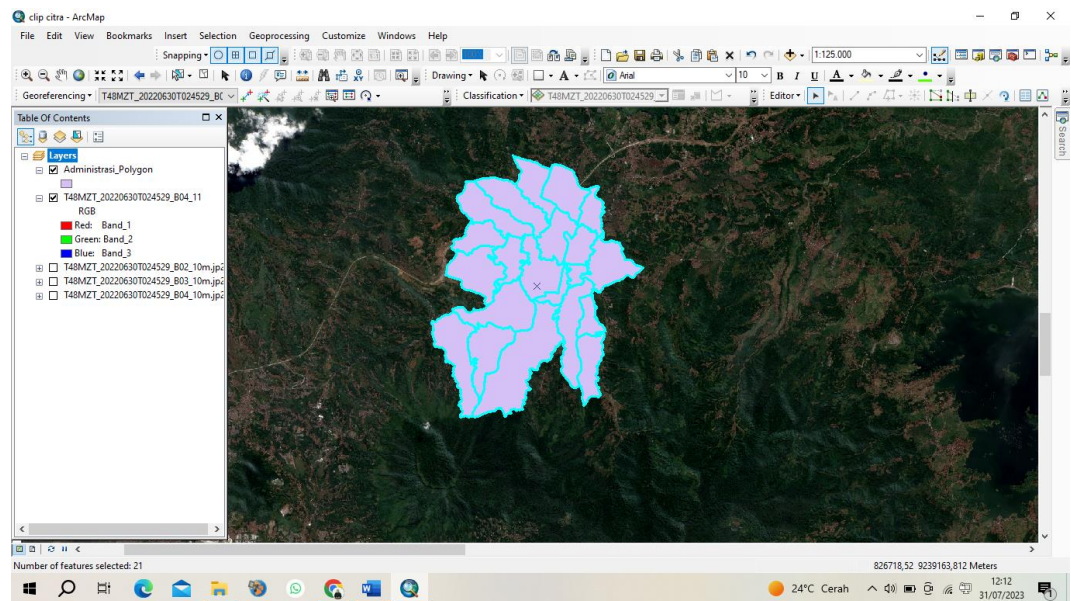 clip citra - ArcMap
File Edit View Bookmarks Insert Selection Geoprocessing Customize Windows Help
Snapping 1:125.000
Drawing A Arial 10 B I U A
Georeferencing T48MZT_20220630T024529_B( Classification T48MZT_20220630T024529_ Editor
Table Of Contents
Search
Layers
Administrasi_Polygon
T48MZT_20220630T024529_B04_11
RGB
Red: Band_1
Green: Band_2
Blue: Band_3
T48MZT_20220630T024529_B02_10m.jp2
T48MZT_20220630T024529_B03_10m.jp2
T48MZT_20220630T024529_B04_10m.jp2
Number of features selected: 21
826718,52 9239163,812 Meters
24°C Cerah
12:12
31/07/2023